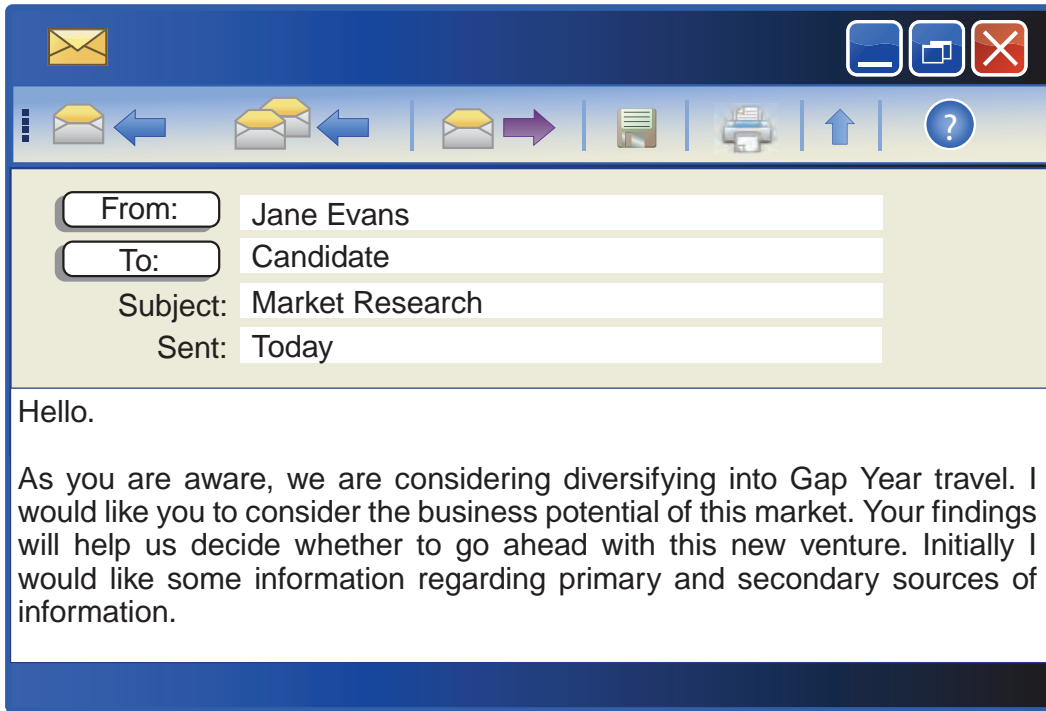 ?
From: Jane Evans
To: Candidate
Subject: Market Research
Sent: Today
Hello.
As you are aware, we are considering diversifying into Gap Year travel. I
would like you to consider the business potential of this market. Your findings
will help us decide whether to go ahead with this new venture. Initially I
would like some information regarding primary and secondary sources of
information.